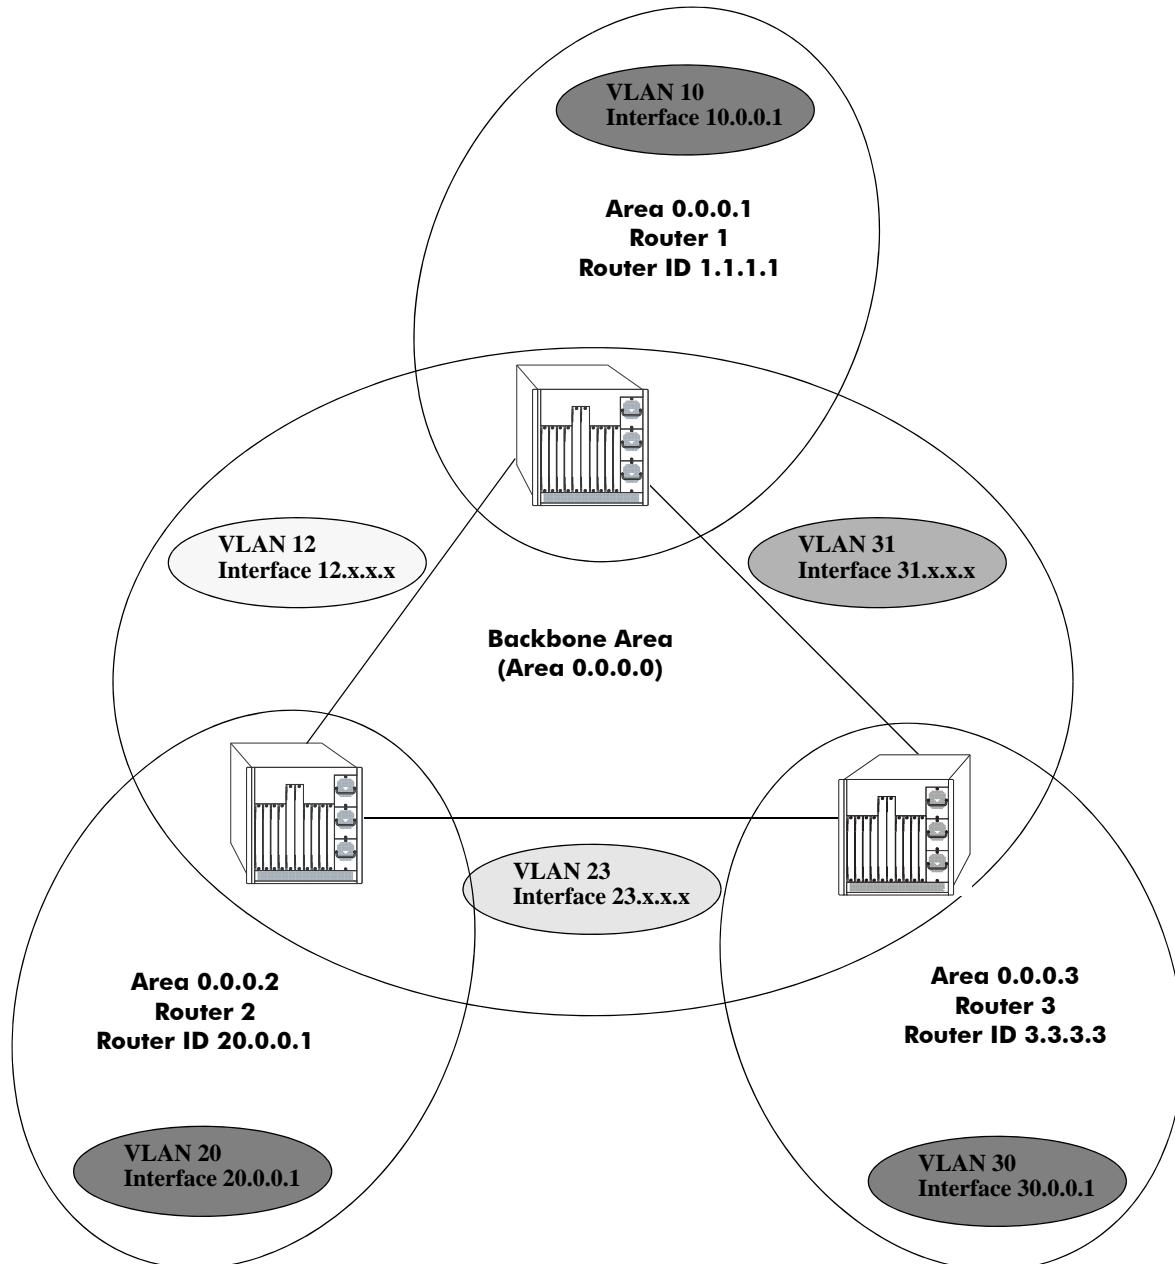 VLAN 10
Interface 10.0.0.1
Area 0.0.0.1
Router 1
Router ID 1.1.1.1
VLAN 12
Interface 12.x.x.x
VLAN 31
Interface 31.x.x.x
Backbone Area
(Area 0.0.0.0)
VLAN 23
Interface 23.x.x.x
Area 0.0.0.2
Router 2
Router ID 20.0.0.1
Area 0.0.0.3
Router 3
Router ID 3.3.3.3
VLAN 20
Interface 20.0.0.1
VLAN 30
Interface 30.0.0.1